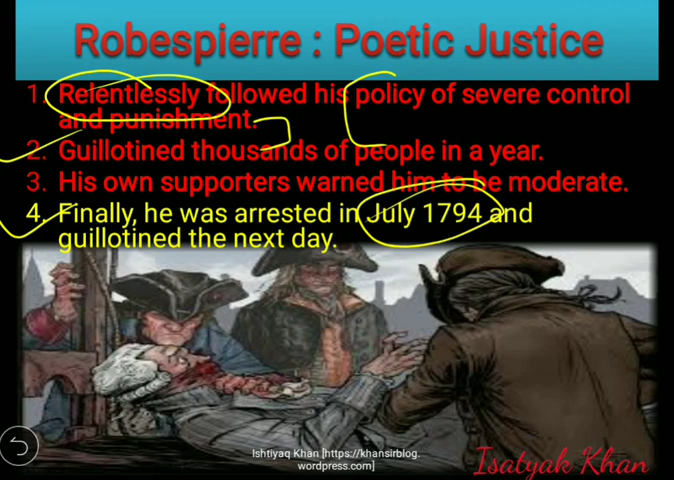 Robespierre : Poetic Justice
1. Relentlessly followed his policy of severe control
and punishment.
2. Guillotined thousands of people in a year.
3. His own supporters warned him to be moderate.
4. Finally, he was arrested in July 1794 and
guillotined the next day.
Ishtiyaq Khan [https://khansirblog.
wordpress.com]
Isatyak Khan